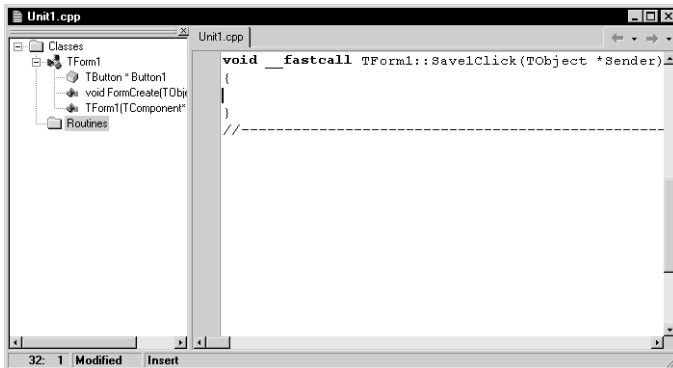 Unit1.cpp
Classes
TForm1
TButton * Button1
void FormCreate(TObje
TForm1(TComponent*
Routines
Unit1.cpp
void __fastcall TForm1::Save1Click(TObject *Sender)
{
}
//-------------------------------------------------
32: 1 Modified Insert